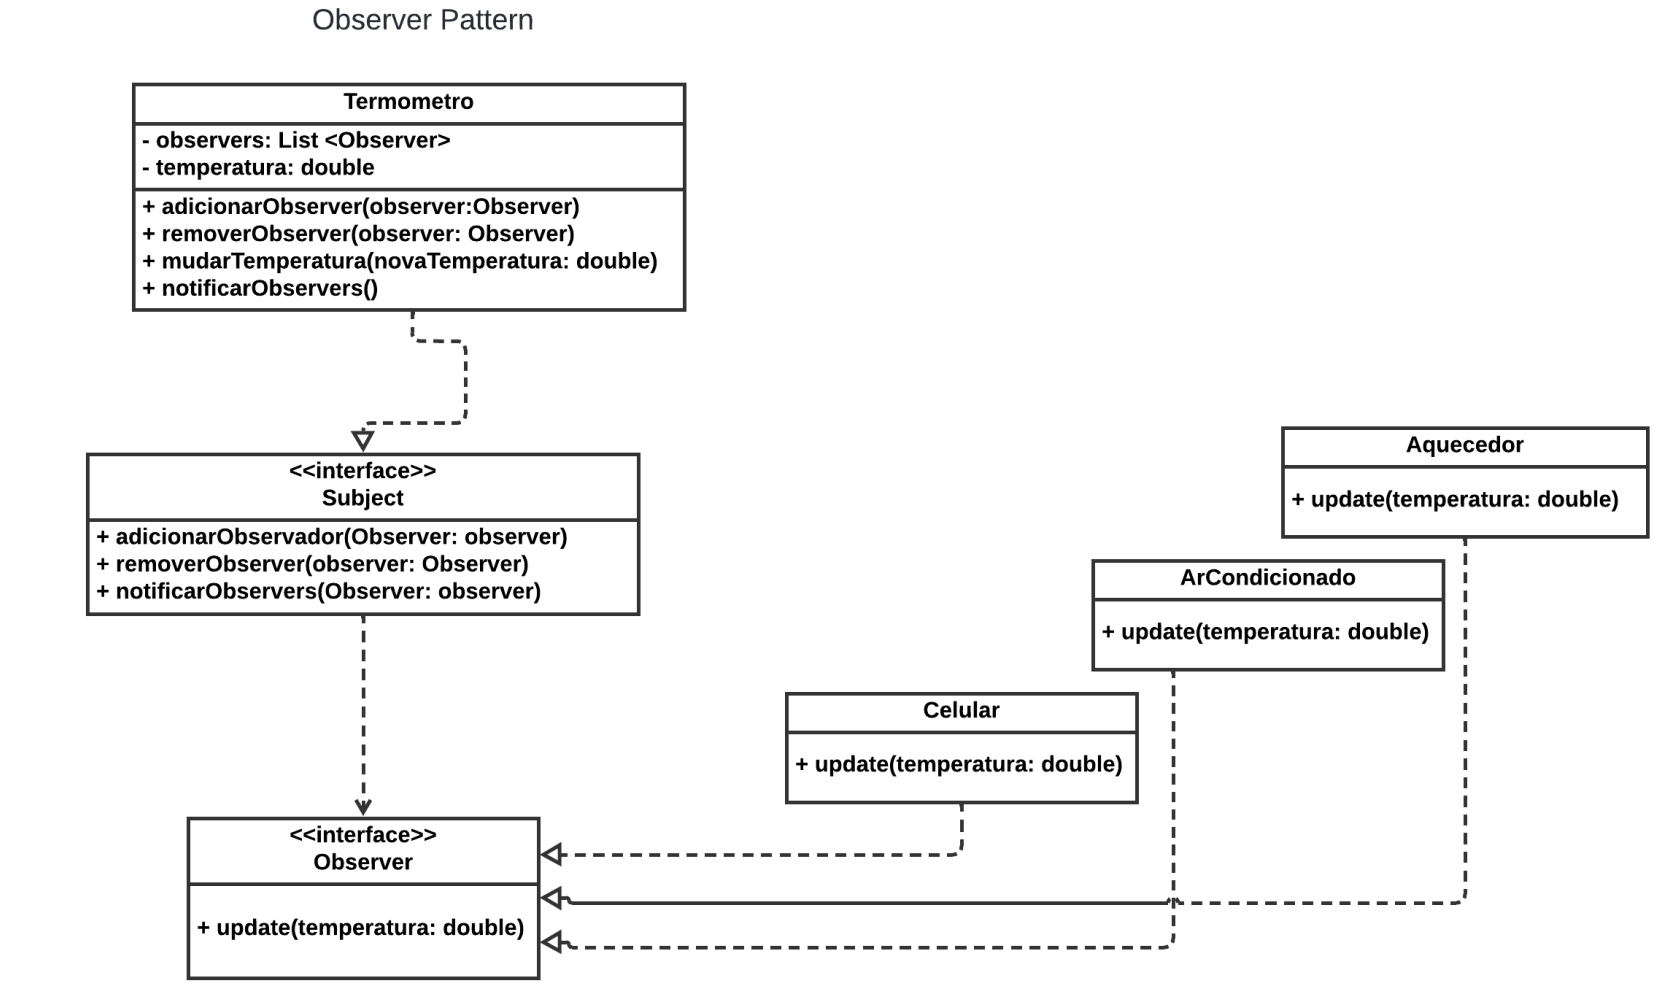 Observer Pattern
Termometro
- observers: List <Observer>
- temperatura: double
+ adicionarObserver(observer:Observer)
+ removerObserver(observer: Observer)
+ mudarTemperatura(novaTemperatura: double)
+ notificarObservers()
<<interface>>
Subject
+ adicionarObservador(Observer: observer)
+ removerObserver(observer: Observer)
+ notificarObservers(Observer: observer)
Aquecedor
+ update(temperatura: double)
ArCondicionado
+ update(temperatura: double)
Celular
+ update(temperatura: double)
<<interface>>
Observer
+ update(temperatura: double)